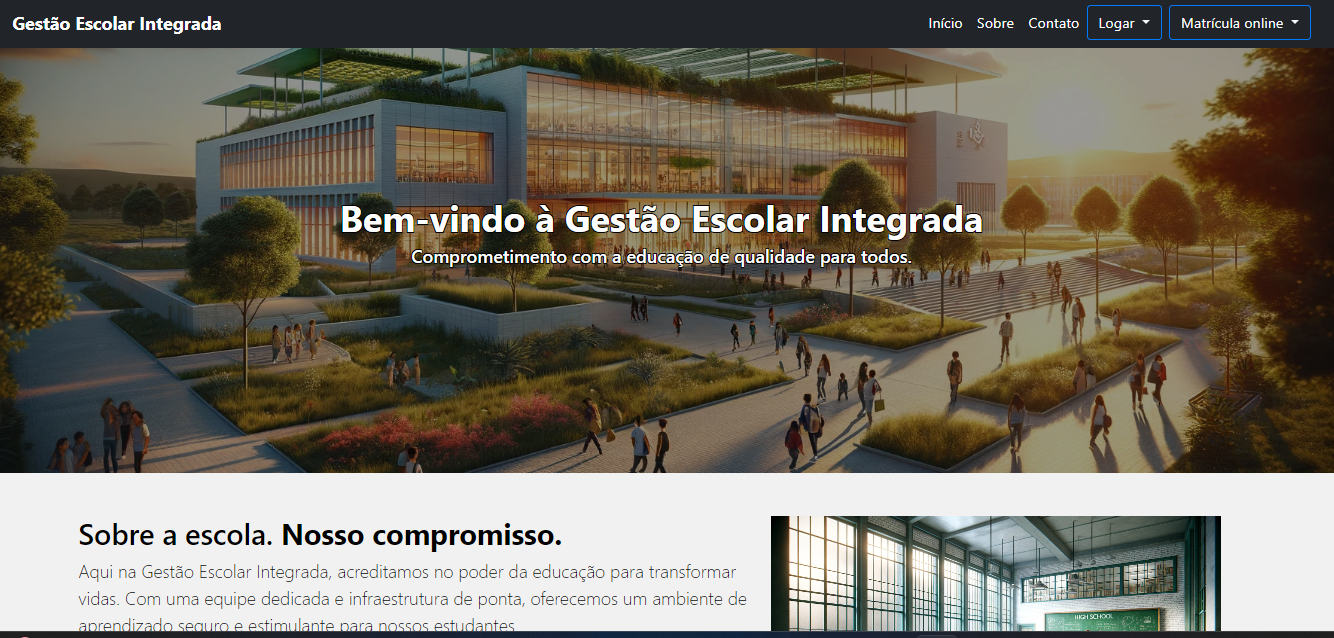 Gestão Escolar Integrada
Início Sobre Contato Logar Matrícula online
Bem-vindo à Gestão Escolar Integrada
Comprometimento com a educação de qualidade para todos.
Sobre a escola. Nosso compromisso.
Aqui na Gestão Escolar Integrada, acreditamos no poder da educação para transformar
vidas. Com uma equipe dedicada e infraestrutura de ponta, oferecemos um ambiente de
aprendizado seguro e estimulante para nossos estudantes
HIGH SCHOOL